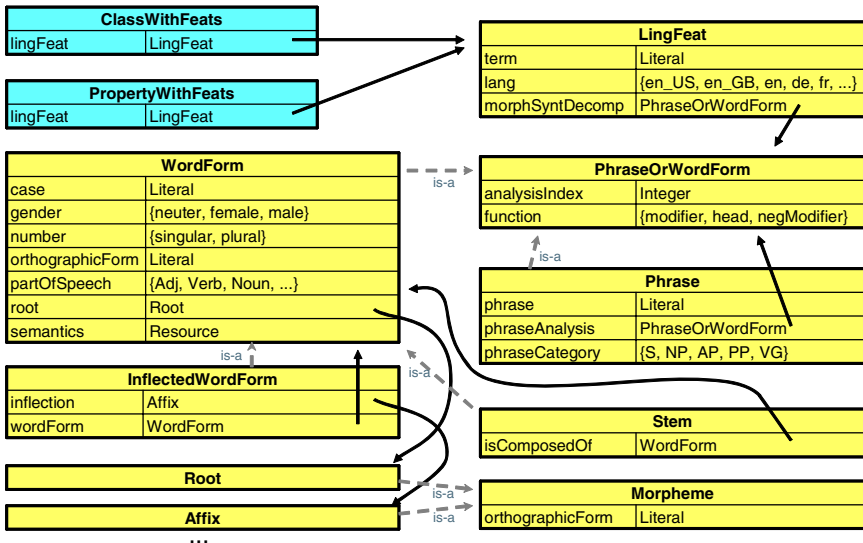 ClassWithFeats
lingFeat LingFeat
PropertyWithFeats
lingFeat LingFeat
LingFeat
term Literal
lang {en_US, en_GB, en, de, fr, ...}
morphSyntDecomp PhraseOrWordForm
WordForm
case Literal
gender {neuter, female, male}
number {singular, plural}
orthographicForm Literal
partOfSpeech {Adj, Verb, Noun, ...}
root Root
semantics Resource
is-a
PhraseOrWordForm
analysisIndex Integer
function {modifier, head, negModifier}
is-a
Phrase
phrase Literal
phraseAnalysis PhraseOrWordForm
phraseCategory {S, NP, AP, PP, VG}
is-a
is-a
InflectedWordForm
inflection Affix
wordForm WordForm
Stem
isComposedOf WordForm
Root
is-a
Affix
is-a
Morpheme
orthographicForm Literal
...